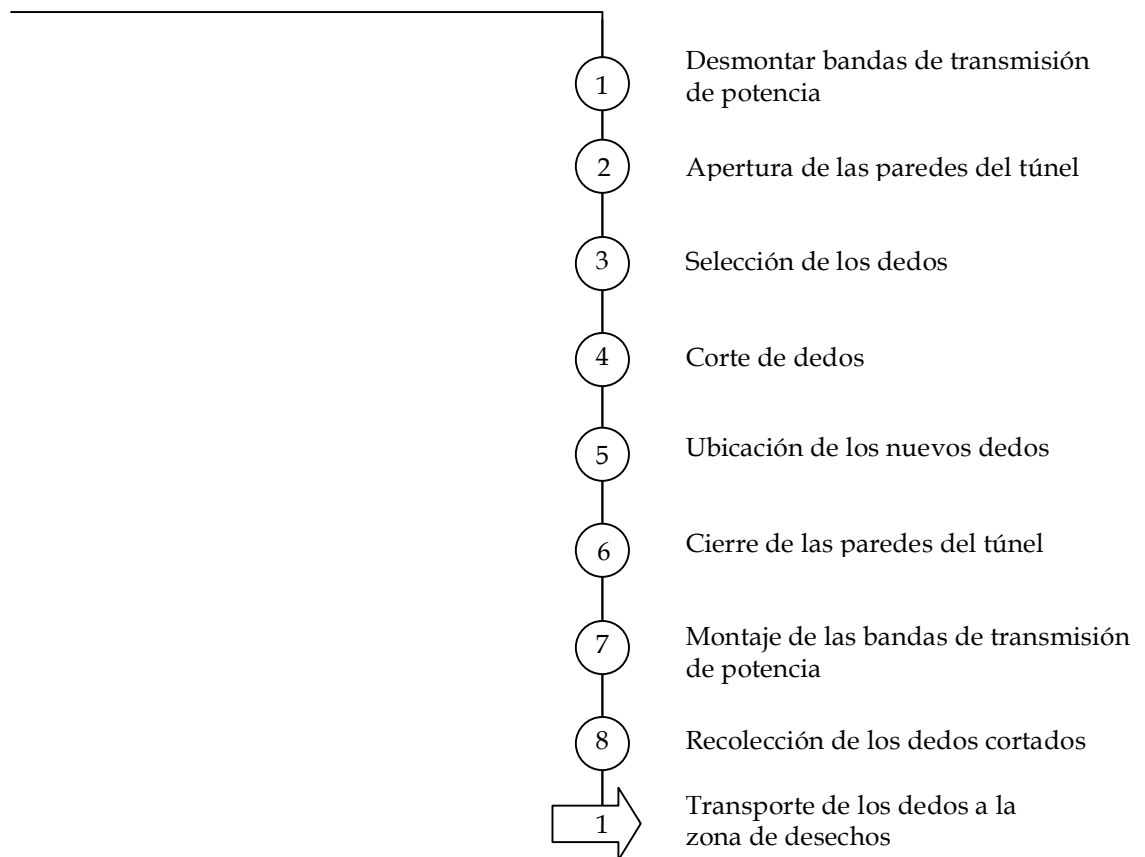 1
Desmontar bandas de transmisión
de potencia
2
Apertura de las paredes del túnel
3
Selección de los dedos
4
Corte de dedos
5
Ubicación de los nuevos dedos
6
Cierre de las paredes del túnel
7
Montaje de las bandas de transmisión
de potencia
8
Recolección de los dedos cortados
1
Transporte de los dedos a la
zona de desechos